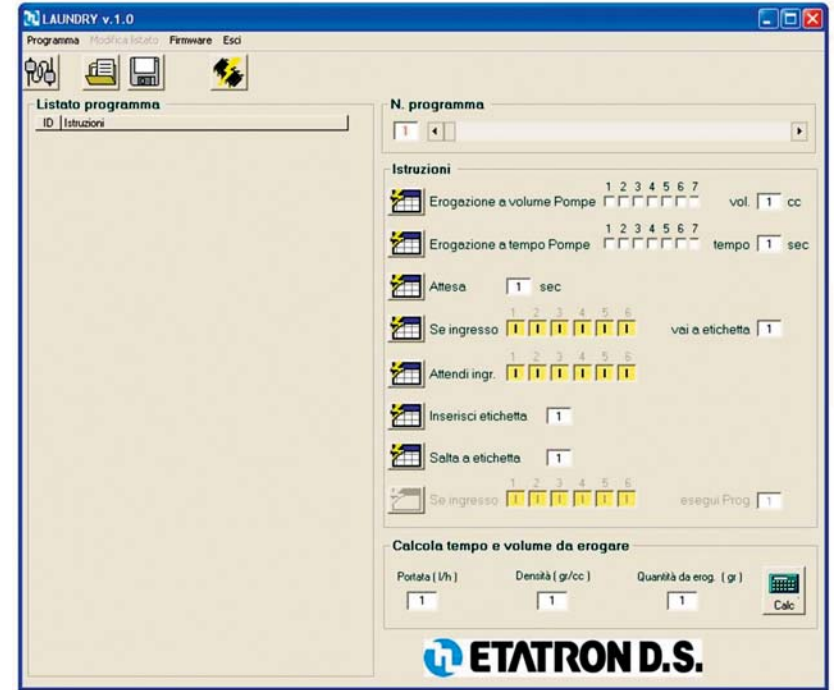 LAUNDRY v.1.0
Programma Modifica listato Firmware Esci
Listato programma
ID Istruzioni
N. programma
1
Istruzioni
1 2 3 4 5 6 7
Erogazione a volume Pompe vol. 1 cc
1 2 3 4 5 6 7
Erogazione a tempo Pompe tempo 1 sec
Attesa 1 sec
1 2 3 4 5 6
Se ingresso I I I I I I vai a etichetta 1
1 2 3 4 5 6
Attendi ingr. I I I I I I
Inserisci etichetta 1
Salta a etichetta 1
1 2 3 4 5 6
Se ingresso I I I I I I esegui Prog 1
Calcola tempo e volume da erogare
Portata ( l/h ) Densità ( gr/cc ) Quantità da erog. ( gr )
1 1 1 Calc
ETATRON D.S.